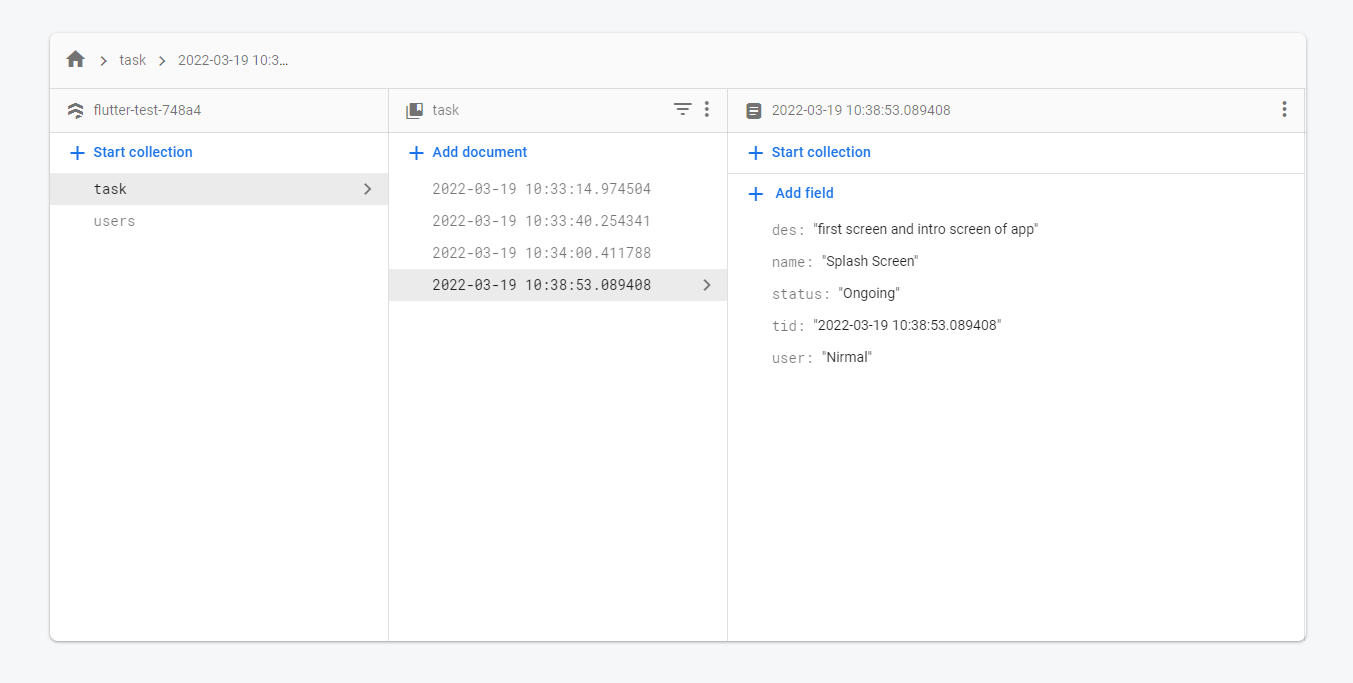 task 2022-03-19 10:3...
flutter-test-748a4
Start collection
task
users
task
Add document
2022-03-19 10:33:14.974504
2022-03-19 10:33:40.254341
2022-03-19 10:34:00.411788
2022-03-19 10:38:53.089408
2022-03-19 10:38:53.089408
Start collection
Add field
des: "first screen and intro screen of app"
name: "Splash Screen"
status: "Ongoing"
tid: "2022-03-19 10:38:53.089408"
user: "Nirmal"